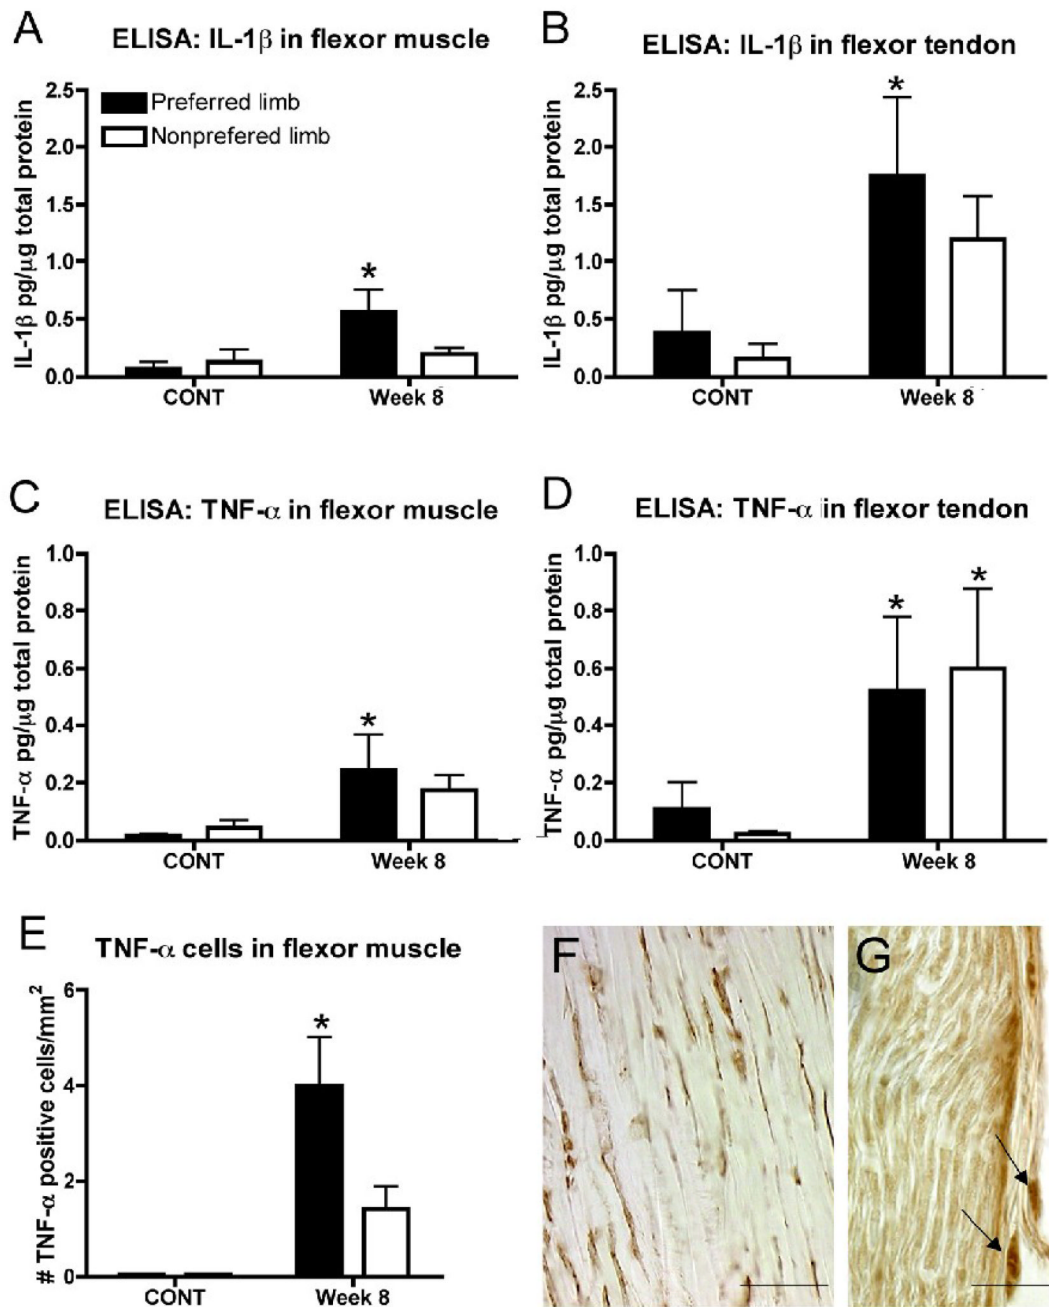 A
ELISA: IL-1β in flexor muscle
IL-1β pg/μg total protein
2.5
2.0
1.5
1.0
0.5
0.0
Preferred limb
Nonprefered limb
*
CONT
Week 8
B
ELISA: IL-1β in flexor tendon
IL-1β pg/μg total protein
2.5
2.0
1.5
1.0
0.5
0.0
*
CONT
Week 8
C
ELISA: TNF-α in flexor muscle
TNF-α pg/μg total protein
1.0
0.8
0.6
0.4
0.2
0.0
*
CONT
Week 8
D
ELISA: TNF-α in flexor tendon
TNF-α pg/μg total protein
1.0
0.8
0.6
0.4
0.2
0.0
*
*
CONT
Week 8
E
TNF-α cells in flexor muscle
# TNF-α positive cells/mm²
6
4
2
0
*
CONT
Week 8
F
G